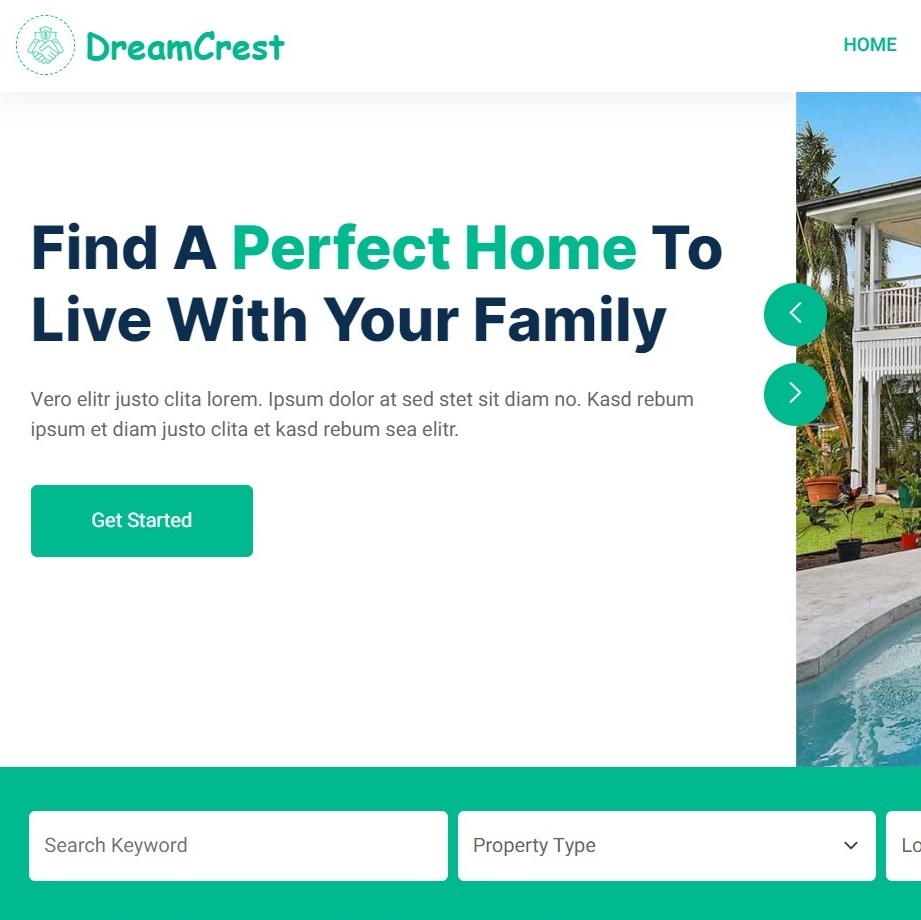 DreamCrest
HOME
Find A Perfect Home To
Live With Your Family
Vero elitr justo clita lorem. Ipsum dolor at sed stet sit diam no. Kasd rebum
ipsum et diam justo clita et kasd rebum sea elitr.
Get Started
Search Keyword
Property Type